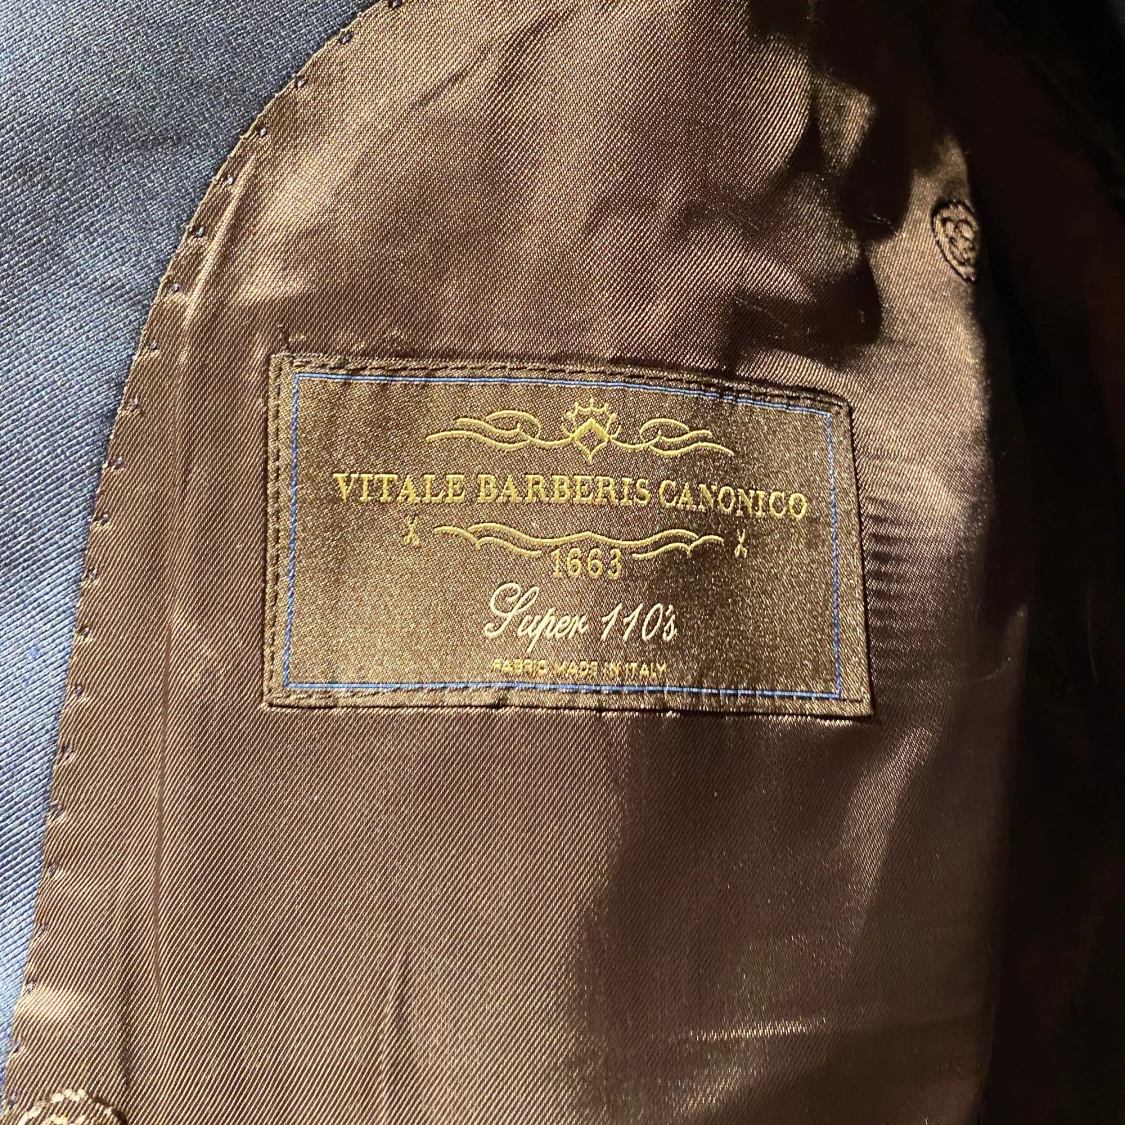 VITALE BARBERIS CANONICO
1663
Super 110's
FABRIC MADE IN ITALY